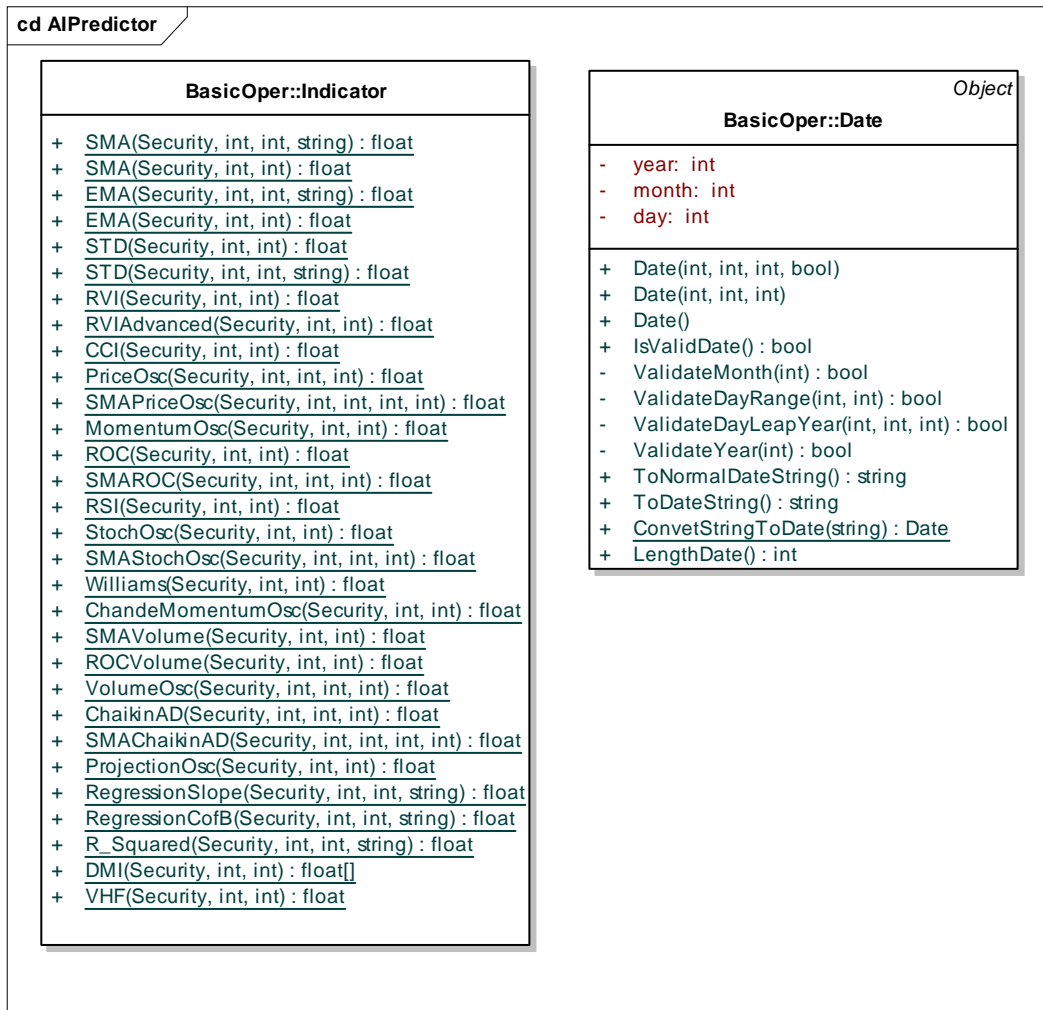 cd AIPredictor
BasicOper::Indicator
+ SMA(Security, int, int, string) : float
+ SMA(Security, int, int) : float
+ EMA(Security, int, int, string) : float
+ EMA(Security, int, int) : float
+ STD(Security, int, int) : float
+ STD(Security, int, int, string) : float
+ RVI(Security, int, int) : float
+ RVIAdvanced(Security, int, int) : float
+ CCI(Security, int, int) : float
+ PriceOsc(Security, int, int, int) : float
+ SMAPriceOsc(Security, int, int, int, int) : float
+ MomentumOsc(Security, int, int) : float
+ ROC(Security, int, int) : float
+ SMAROC(Security, int, int, int) : float
+ RSI(Security, int, int) : float
+ StochOsc(Security, int, int) : float
+ SMAStochOsc(Security, int, int, int) : float
+ Williams(Security, int, int) : float
+ ChandeMomentumOsc(Security, int, int) : float
+ SMAVolume(Security, int, int) : float
+ ROCVolume(Security, int, int) : float
+ VolumeOsc(Security, int, int, int) : float
+ ChaikinAD(Security, int, int, int) : float
+ SMAChaikinAD(Security, int, int, int, int) : float
+ ProjectionOsc(Security, int, int) : float
+ RegressionSlope(Security, int, int, string) : float
+ RegressionCofB(Security, int, int, string) : float
+ R_Squared(Security, int, int, string) : float
+ DMI(Security, int, int) : float[]
+ VHF(Security, int, int) : float
Object
BasicOper::Date
- year: int
- month: int
- day: int
+ Date(int, int, int, bool)
+ Date(int, int, int)
+ Date()
+ IsValidDate() : bool
- ValidateMonth(int) : bool
- ValidateDayRange(int, int) : bool
- ValidateDayLeapYear(int, int, int) : bool
- ValidateYear(int) : bool
+ ToNormalDateString() : string
+ ToDateString() : string
+ ConvetStringToDate(string) : Date
+ LengthDate() : int